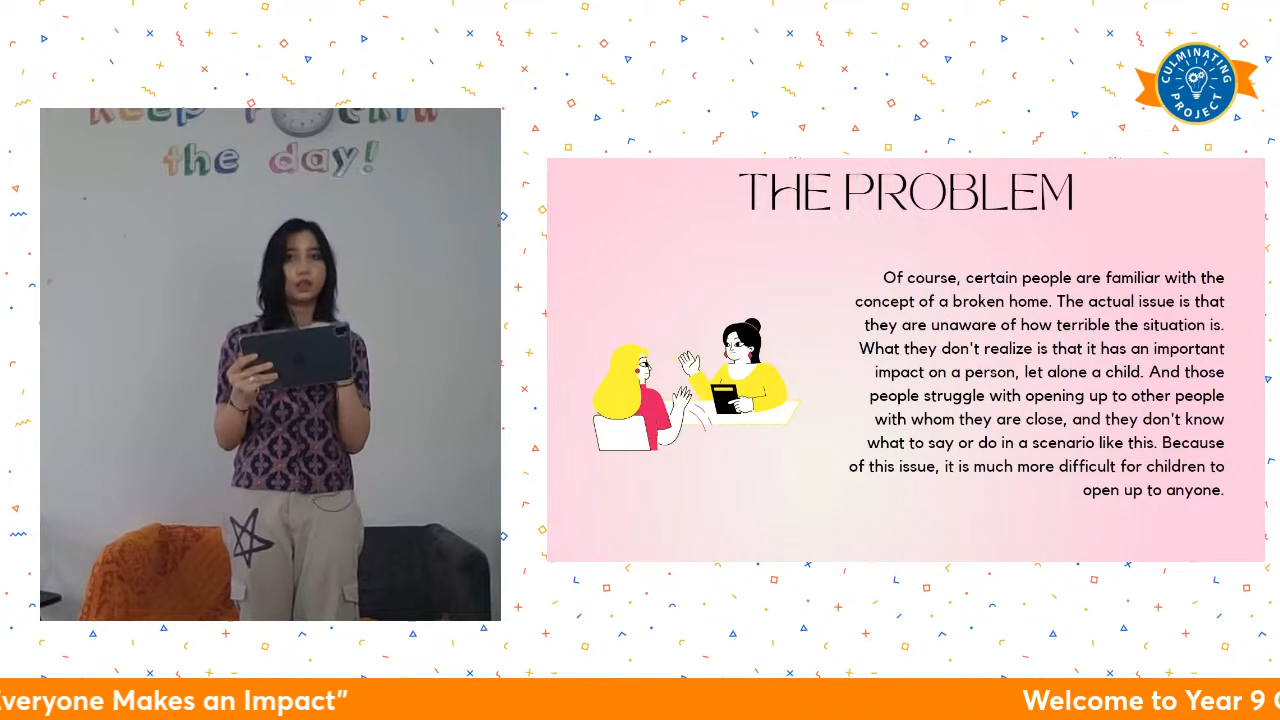 Keep rockin
the day!
CULMINATING
PROJECT
THE PROBLEM
Of course, certain people are familiar with the
concept of a broken home. The actual issue is that
they are unaware of how terrible the situation is.
What they don't realize is that it has an important
impact on a person, let alone a child. And those
people struggle with opening up to other people
with whom they are close, and they don't know
what to say or do in a scenario like this. Because
of this issue, it is much more difficult for children to
open up to anyone.
Everyone Makes an Impact”
Welcome to Year 9